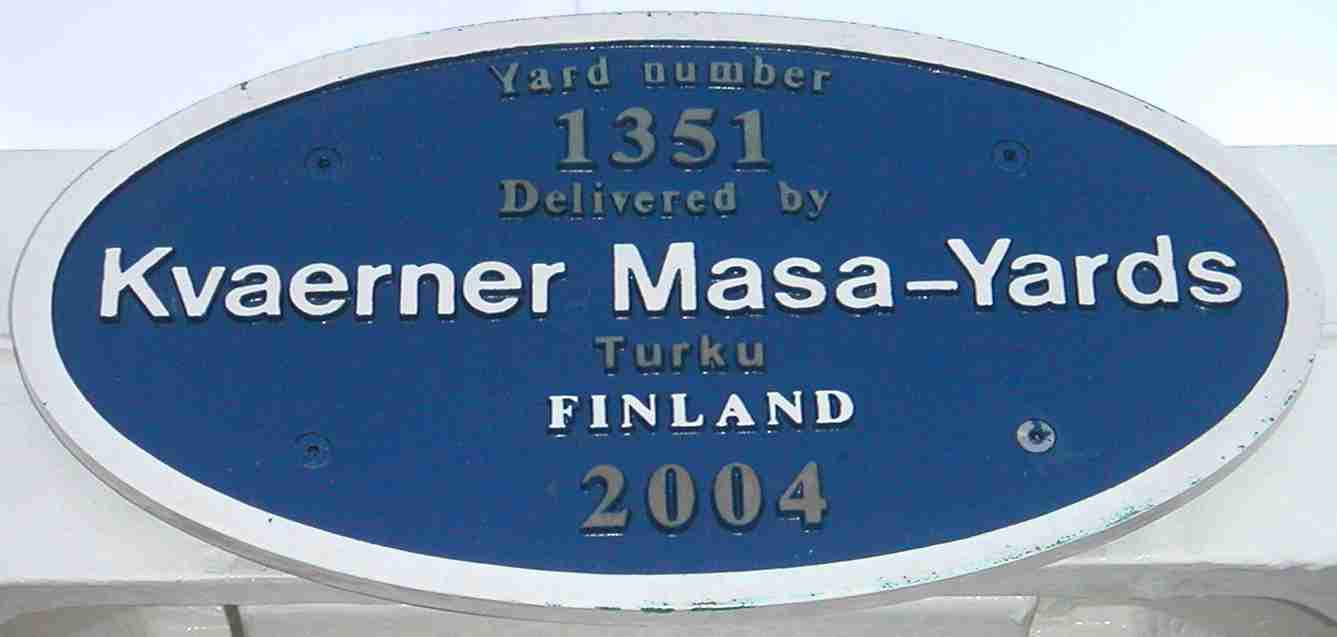 Yard number
1351
Delivered by
Kvaerner Masa-Yards
Turku
FINLAND
2004